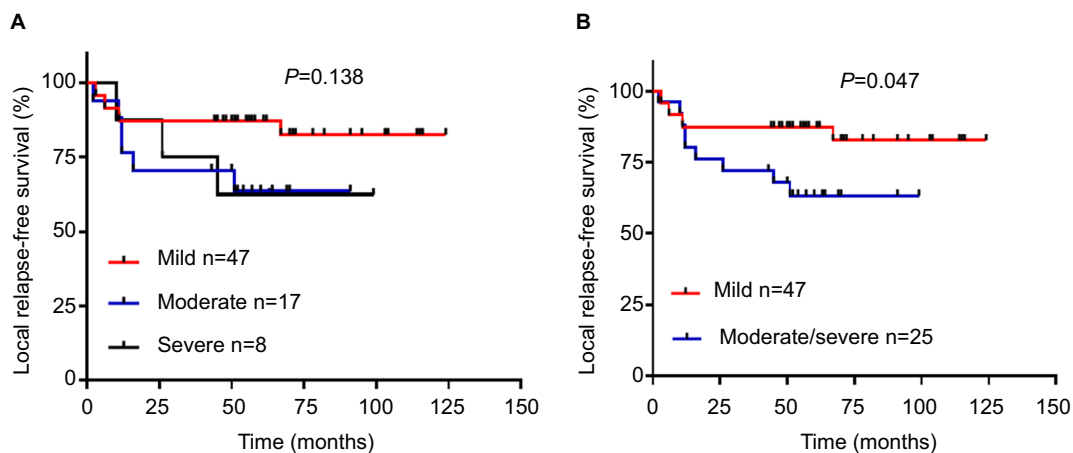 A
Local relapse-free survival (%)
100
75
50
25
0
P=0.138
Mild n=47
Moderate n=17
Severe n=8
0 25 50 75 100 125 150
Time (months)
B
Local relapse-free survival (%)
100
75
50
25
0
P=0.047
Mild n=47
Moderate/severe n=25
0 25 50 75 100 125 150
Time (months)